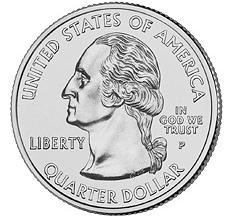 UNITED STATES OF AMERICA
LIBERTY
IN
GOD WE
TRUST
P
QUARTER DOLLAR